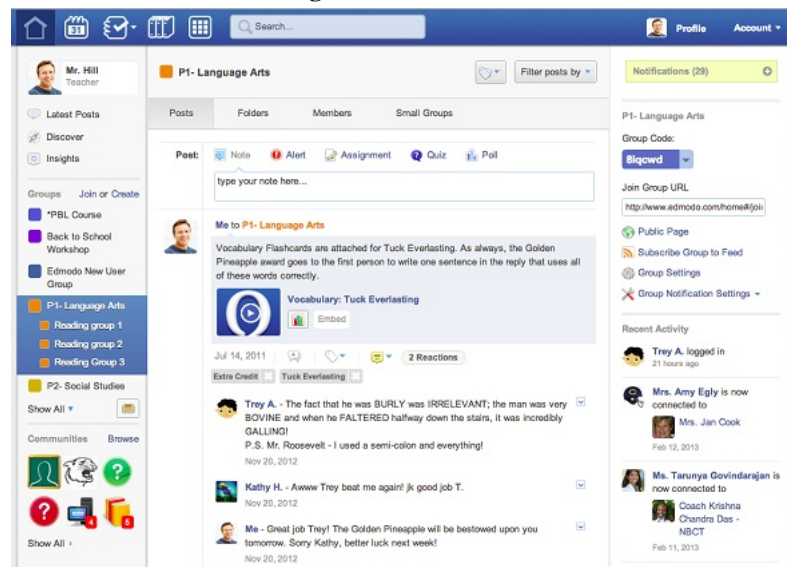 31
Search...
Profile
Account
Mr. Hill
Teacher
Latest Posts
Discover
Insights
Groups
Join or Create
*PBL Course
Back to School
Workshop
Edmodo New User
Group
P1- Language Arts
Reading group 1
Reading group 2
Reading Group 3
P2- Social Studies
Show All
Communities
Browse
?
?
4
5
Show All
P1- Language Arts
Filter posts by
Posts
Folders
Members
Small Groups
Post:
Note
Alert
Assignment
Quiz
Poll
type your note here...
Me to P1- Language Arts
Vocabulary Flashcards are attached for Tuck Everlasting. As always, the Golden
Pineapple award goes to the first person to write one sentence in the reply that uses all
of these words correctly.
Vocabulary: Tuck Everlasting
Embed
Jul 14, 2011
2 Reactions
Extra Credit
Tuck Everlasting
Trey A. - The fact that he was BURLY was IRRELEVANT; the man was very
BOVINE and when he FALTERED halfway down the stairs, it was incredibly
GALLING!
P.S. Mr. Roosevelt - I used a semi-colon and everything!
Nov 20, 2012
Kathy H. - Awww Trey beat me again! jk good job T.
Nov 20, 2012
Me - Great job Trey! The Golden Pineapple will be bestowed upon you
tomorrow. Sorry Kathy, better luck next week!
Nov 20, 2012
Notifications (29)
P1- Language Arts
Group Code:
8iqcwd
Join Group URL
http://www.edmodo.com/home#/joi
Public Page
Subscribe Group to Feed
Group Settings
Group Notification Settings
Recent Activity
Trey A. logged in
21 hours ago
Mrs. Amy Egly is now
connected to
Mrs. Jan Cook
Feb 12, 2013
Ms. Tarunya Govindarajan is
now connected to
Coach Krishna
Chandra Das -
NBCT
Feb 11, 2013